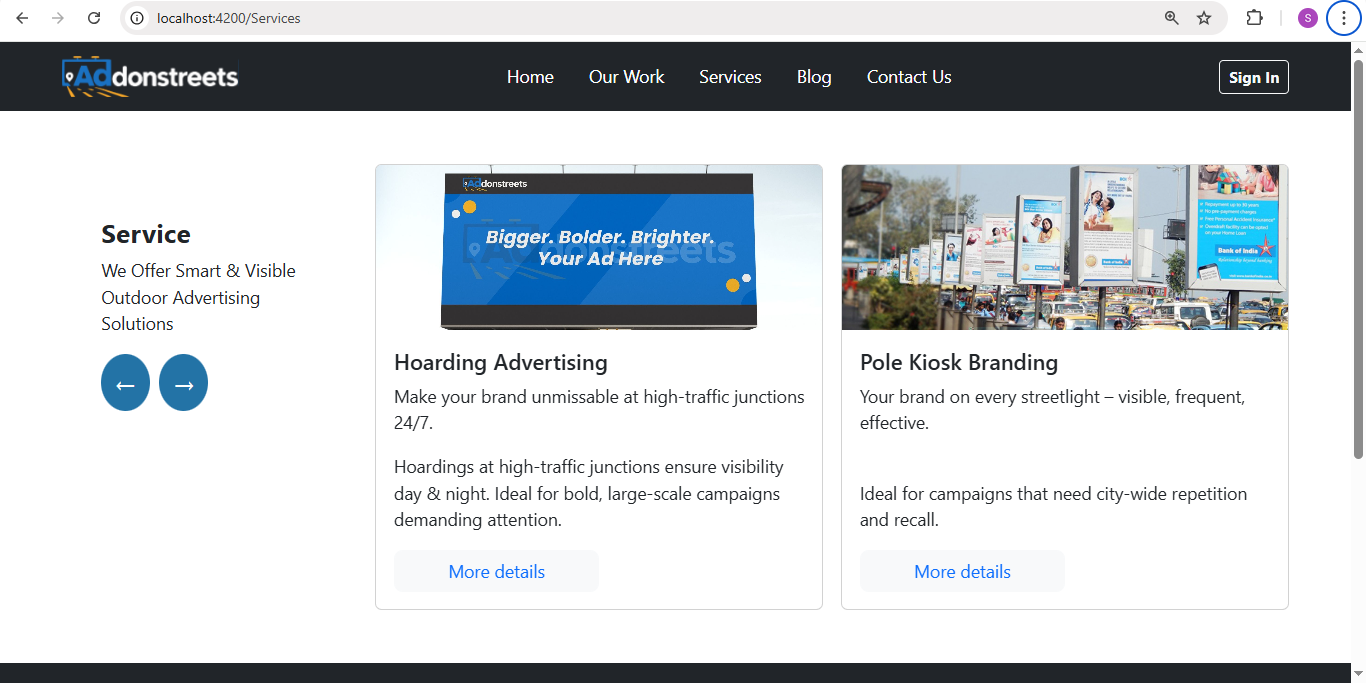 localhost:4200/Services
S
Addonstreets
Home
Our Work
Services
Blog
Contact Us
Sign In
Service
We Offer Smart & Visible
Outdoor Advertising
Solutions
← →
Addonstreets
Bigger. Bolder. Brighter.
Your Ad Here
Hoarding Advertising
Make your brand unmissable at high-traffic junctions
24/7.
Hoardings at high-traffic junctions ensure visibility
day & night. Ideal for bold, large-scale campaigns
demanding attention.
More details
Bank of India
Bank of India
Pole Kiosk Branding
Your brand on every streetlight – visible, frequent,
effective.
Ideal for campaigns that need city-wide repetition
and recall.
More details